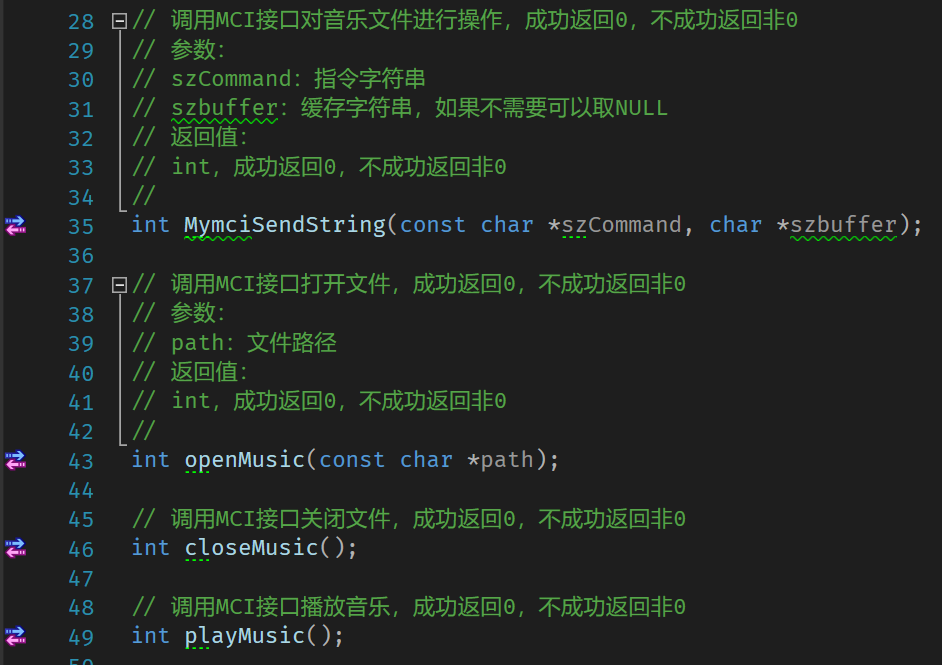 28 // 调用MCI接口对音乐文件进行操作，成功返回0，不成功返回非0
29 // 参数：
30 // szCommand：指令字符串
31 // szbuffer：缓存字符串，如果不需要可以取NULL
32 // 返回值：
33 // int，成功返回0，不成功返回非0
34 //
35 int MymciSendString(const char *szCommand, char *szbuffer);
36
37 // 调用MCI接口打开文件，成功返回0，不成功返回非0
38 // 参数：
39 // path：文件路径
40 // 返回值：
41 // int，成功返回0，不成功返回非0
42 //
43 int openMusic(const char *path);
44
45 // 调用MCI接口关闭文件，成功返回0，不成功返回非0
46 int closeMusic();
47
48 // 调用MCI接口播放音乐，成功返回0，不成功返回非0
49 int playMusic();
50